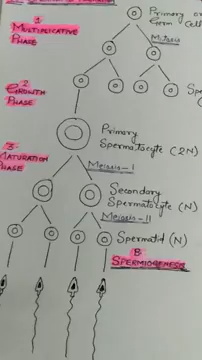 Primary
Germ Cell
1
Multiplicative
Phase
Mitosis
2
Growth
Phase
Primary
Spermatocyte (2N)
3
Maturation
Phase
Meiosis-I
Secondary
Spermatocyte (N)
Meiosis-II
Spermatid (N)
B
Spermiogenesis